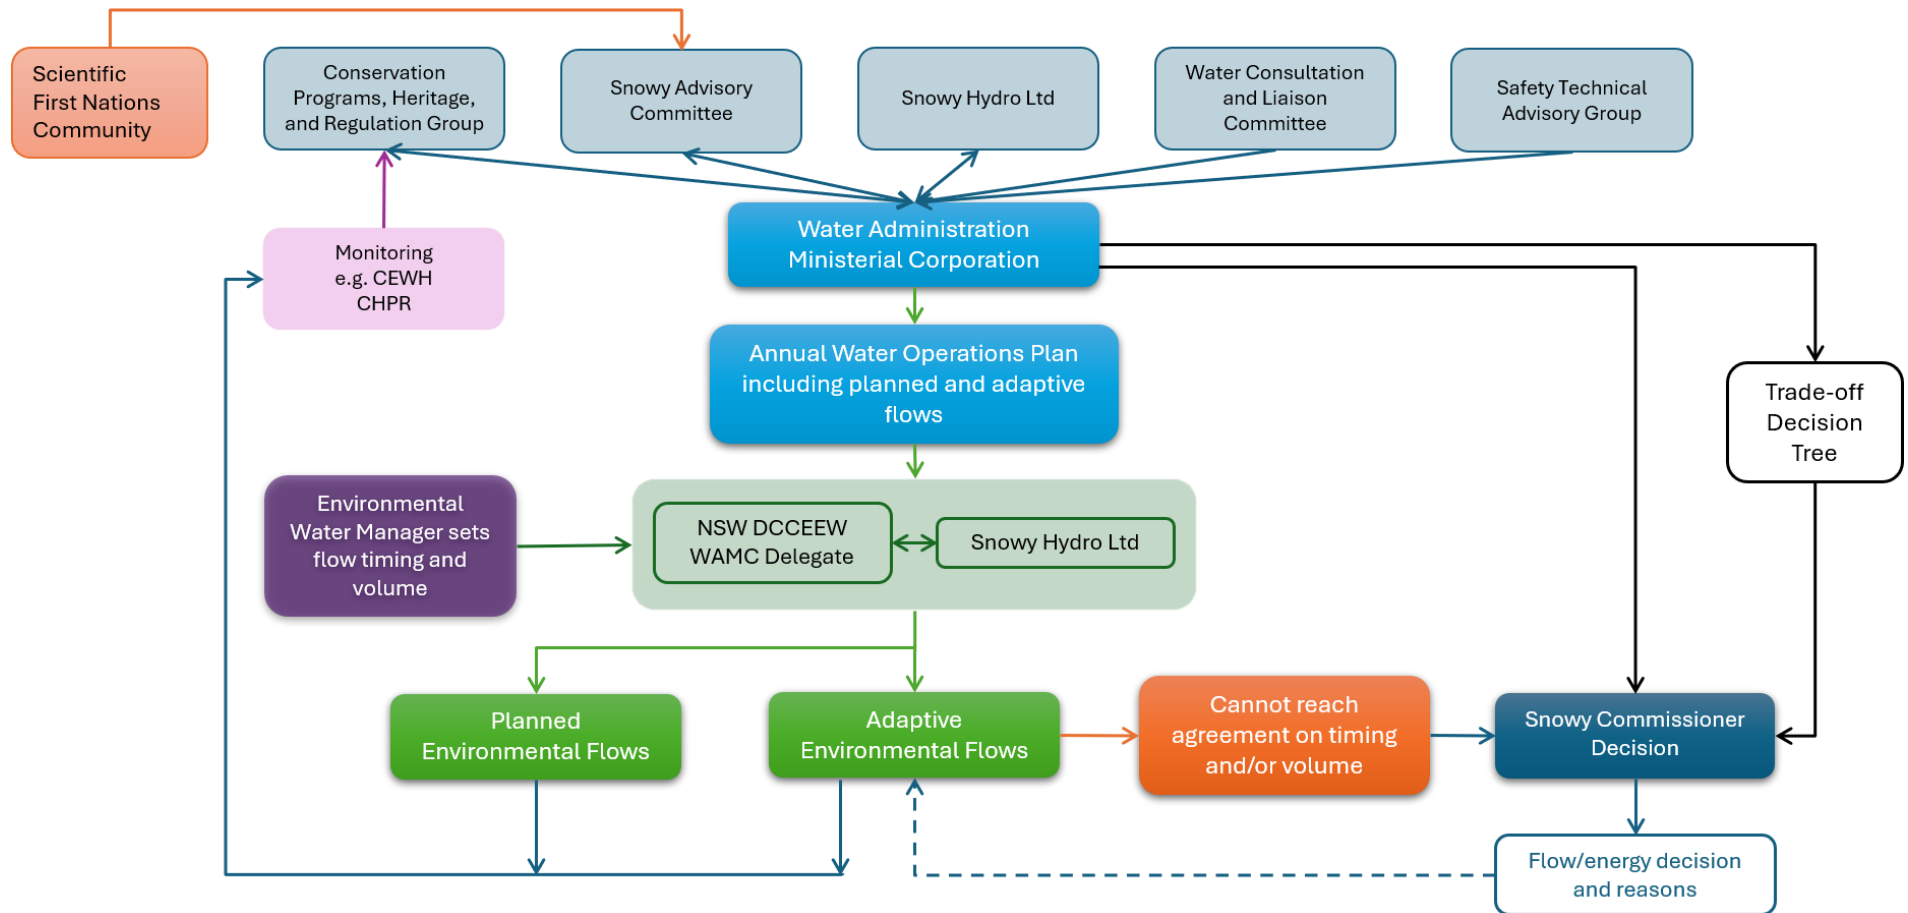 Scientific
First Nations
Community
Conservation
Programs, Heritage,
and Regulation Group
Snowy Advisory
Committee
Snowy Hydro Ltd
Water Consultation
and Liaison
Committee
Safety Technical
Advisory Group
Monitoring
e.g. CEWH
CHPR
Water Administration
Ministerial Corporation
Annual Water Operations Plan
including planned and adaptive
flows
Trade-off
Decision
Tree
Environmental
Water Manager sets
flow timing and
volume
NSW DCCEEW
WAMC Delegate
Snowy Hydro Ltd
Planned
Environmental Flows
Adaptive
Environmental Flows
Cannot reach
agreement on timing
and/or volume
Snowy Commissioner
Decision
Flow/energy decision
and reasons